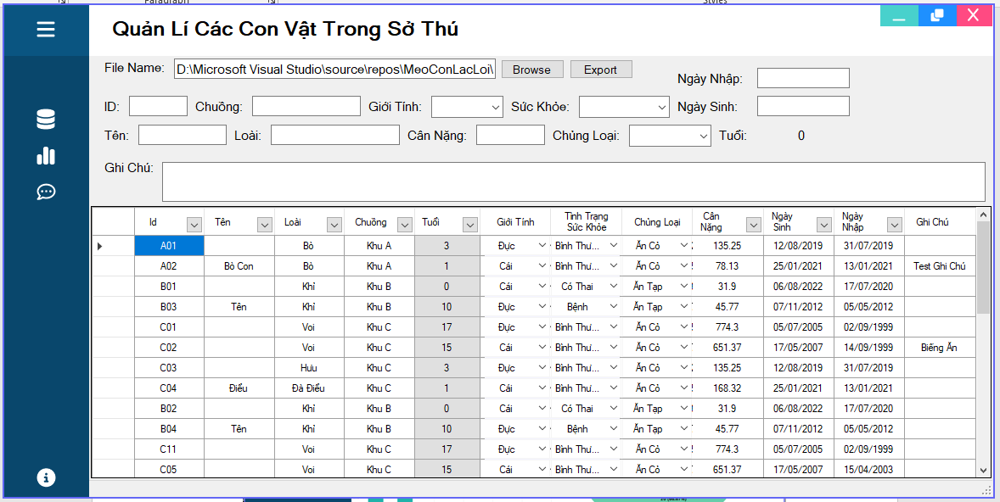 Paragraph
Styles
Quản Lí Các Con Vật Trong Sở Thú
File Name: D:\Microsoft Visual Studio\source\repos\MeoConLacLoi\ Browse Export
Ngày Nhập:
ID: Chuồng: Giới Tính: Sức Khỏe: Ngày Sinh:
Tên: Loài: Cân Nặng: Chủng Loại: Tuổi: 0
Ghi Chú:
Id Tên Loài Chuồng Tuổi Giới Tính Tình Trạng Sức Khỏe Chủng Loại Cân Nặng Ngày Sinh Ngày Nhập Ghi Chú
A01 Bò Khu A 3 Đực Bình Thư... Ăn Cỏ 135.25 12/08/2019 31/07/2019
A02 Bò Con Bò Khu A 1 Cái Bình Thư... Ăn Cỏ 78.13 25/01/2021 13/01/2021 Test Ghi Chú
B01 Khỉ Khu B 0 Cái Có Thai Ăn Tạp 31.9 06/08/2022 17/07/2020
B03 Tên Khỉ Khu B 10 Đực Bệnh Ăn Tạp 45.77 07/11/2012 05/05/2012
C01 Voi Khu C 17 Đực Bình Thư... Ăn Cỏ 774.3 05/07/2005 02/09/1999
C02 Voi Khu C 15 Cái Bình Thư... Ăn Cỏ 651.37 17/05/2007 14/09/1999 Biếng Ăn
C03 Hưu Khu C 3 Đực Bình Thư... Ăn Cỏ 135.25 12/08/2019 31/07/2019
C04 Điểu Đà Điểu Khu C 1 Cái Bình Thư... Ăn Cỏ 168.32 25/01/2021 13/01/2021
B02 Khỉ Khu B 0 Cái Có Thai Ăn Tạp 31.9 06/08/2022 17/07/2020
B04 Tên Khỉ Khu B 10 Đực Bệnh Ăn Tạp 45.77 07/11/2012 05/05/2012
C11 Voi Khu C 17 Đực Bình Thư... Ăn Cỏ 774.3 05/07/2005 02/09/1999
C05 Voi Khu C 15 Cái Bình Thư... Ăn Cỏ 651.37 17/05/2007 15/04/2003